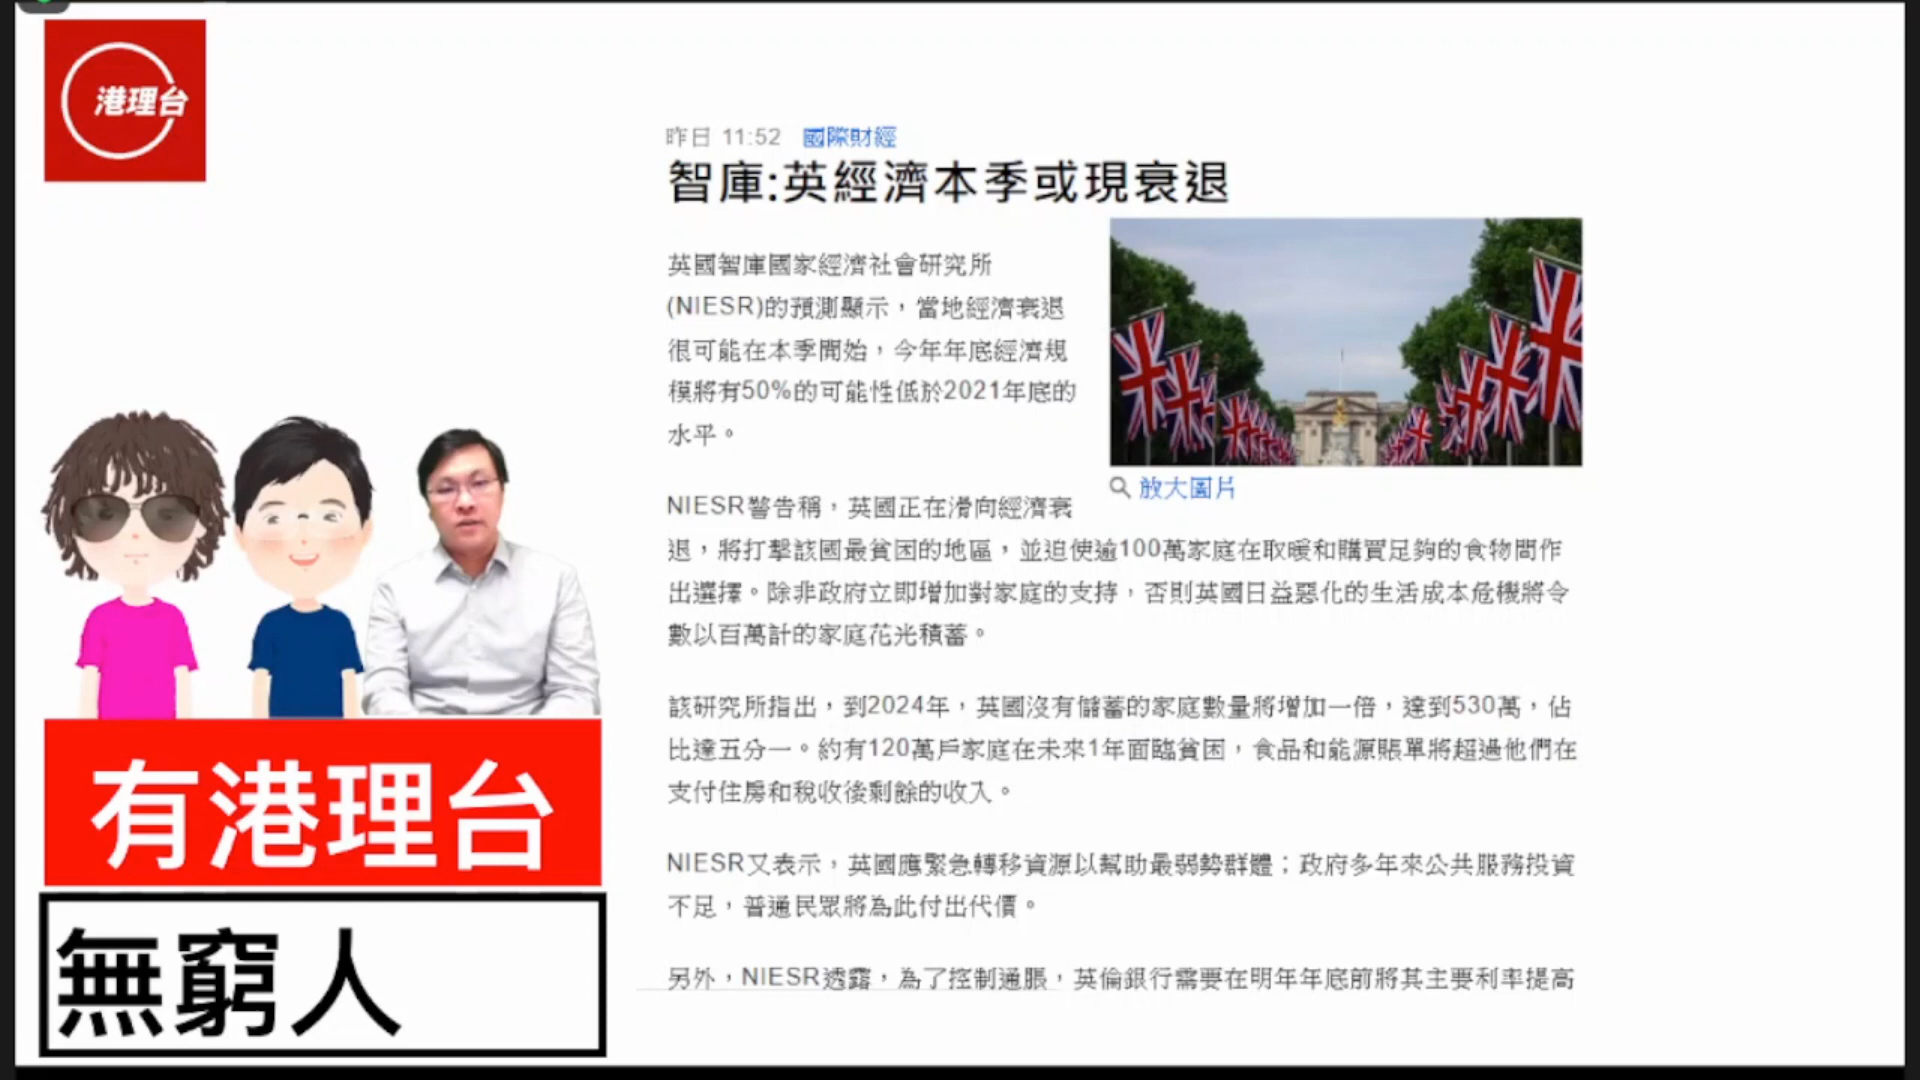 港理台
昨日 11:52 國際財經
智庫:英經濟本季或現衰退
英國智庫國家經濟社會研究所
(NIESR)的預測顯示，當地經濟衰退
很可能在本季開始，今年年底經濟規
模將有50%的可能性低於2021年底的
水平。
放大圖片
NIESR警告稱，英國正在滑向經濟衰
退，將打擊該國最貧困的地區，並迫使逾100萬家庭在取暖和購買足夠的食物間作
出選擇。除非政府立即增加對家庭的支持，否則英國日益惡化的生活成本危機將令
數以百萬計的家庭花光積蓄。
該研究所指出，到2024年，英國沒有儲蓄的家庭數量將增加一倍，達到530萬，佔
比達五分一。約有120萬戶家庭在未來1年面臨貧困，食品和能源賬單將超過他們在
支付住房和稅收後剩餘的收入。
NIESR又表示，英國應緊急轉移資源以幫助最弱勢群體；政府多年來公共服務投資
不足，普通民眾將為此付出代價。
另外，NIESR透露，為了控制通脹，英倫銀行需要在明年年底前將其主要利率提高
有港理台
無窮人